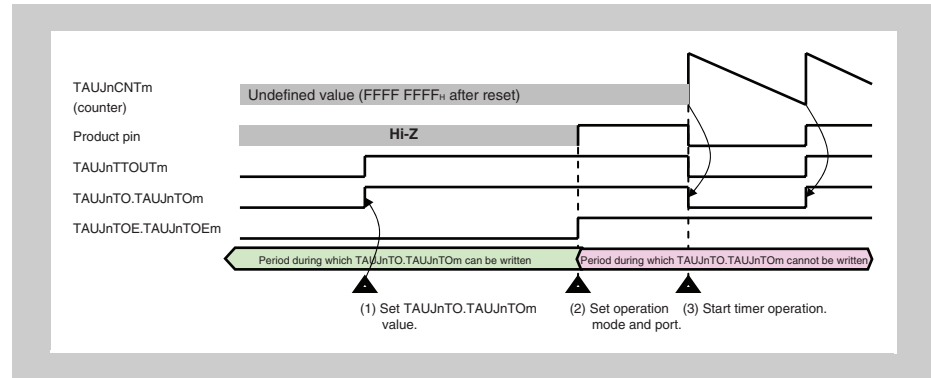 TAUJnCNTm
(counter)
Undefined value (FFFF FFFFH after reset)
Product pin
Hi-Z
TAUJnTTOUTm
TAUJnTO.TAUJnTOm
TAUJnTOE.TAUJnTOEm
Period during which TAUJnTO.TAUJnTOm can be written
Period during which TAUJnTO.TAUJnTOm cannot be written
(1) Set TAUJnTO.TAUJnTOm
value.
(2) Set operation
mode and port.
(3) Start timer operation.